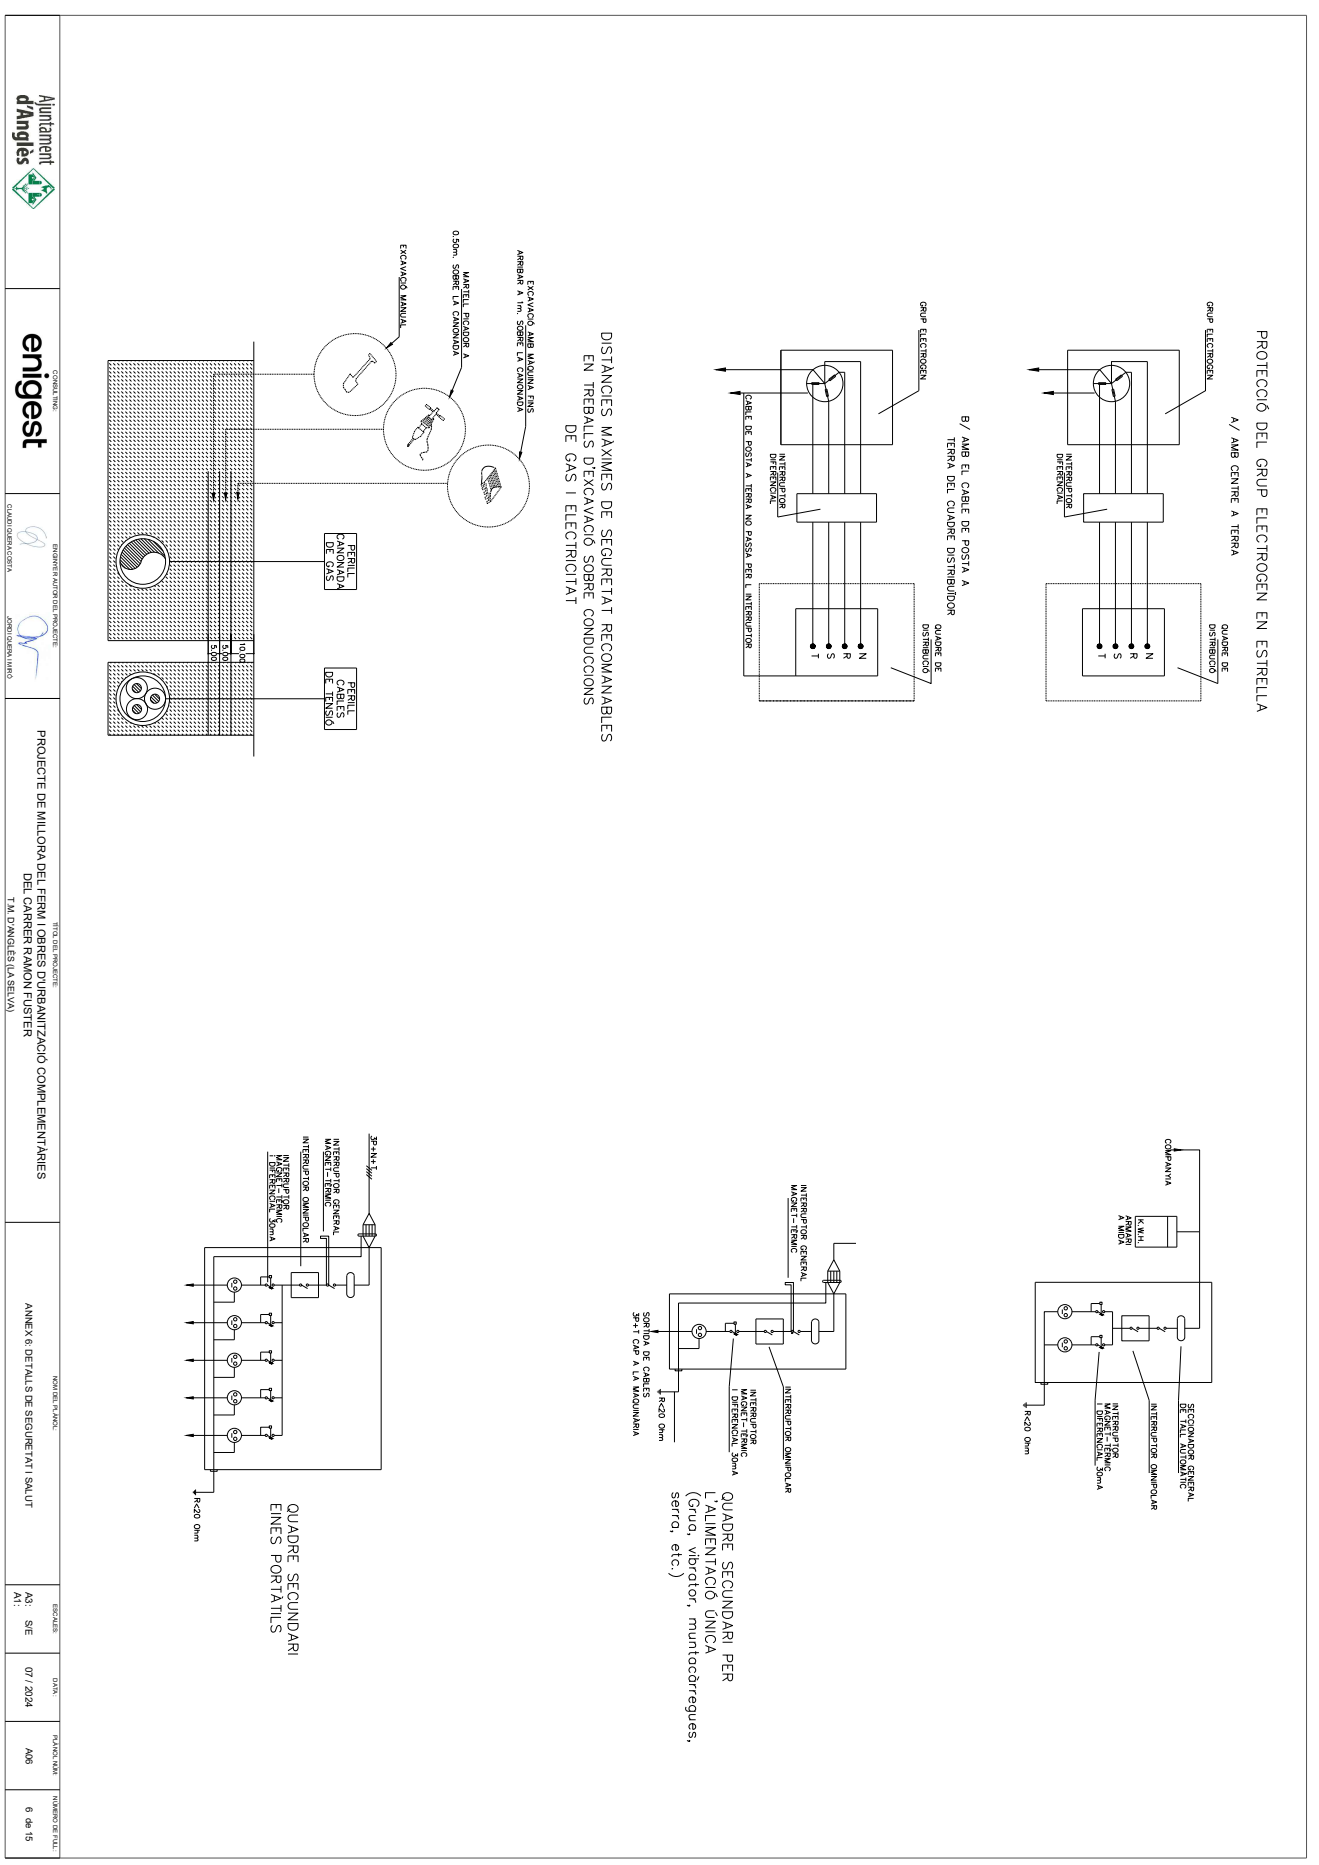 PROTECCIÓ DEL GRUP ELECTROGEN EN ESTRELLA
A/ AMB CENTRE A TERRA
GRUP ELECTROGEN
INTERRUPTOR
DIFERENCIAL
QUADRE DE
DISTRIBUCIÓ
N
R
S
T
B/ AMB EL CABLE DE POSTA A
TERRA DEL CUADRE DISTRIBUÏDOR
GRUP ELECTROGEN
INTERRUPTOR
DIFERENCIAL
QUADRE DE
DISTRIBUCIÓ
N
R
S
T
CABLE DE POSTA A TERRA NO PASSA PER L INTERRUPTOR
DISTÀNCIES MÀXIMES DE SEGURETAT RECOMANABLES
EN TREBALLS D'EXCAVACIÓ SOBRE CONDUCCIONS
DE GAS I ELECTRICITAT
EXCAVACIÓ AMB MÀQUINA FINS
ARRIBAR A 1m. SOBRE LA CANONADA
MARTELL PICADOR A
0.50m. SOBRE LA CANONADA
EXCAVACIÓ MANUAL
PERILL
CANONADA
DE GAS
PERILL
CABLES
DE TENSIÓ
10,00
5,00
5,00
COMPANYIA
K.W.H.
ARMARI
A MIDA
SECCIONADOR GENERAL
DE TALL AUTOMÀTIC
INTERRUPTOR OMNIPOLAR
INTERRUPTOR
MAGNET-TÈRMIC
I DIFERENCIAL 30mA
R<20 Ohm
INTERRUPTOR GENERAL
MAGNET-TÈRMIC
INTERRUPTOR OMNIPOLAR
INTERRUPTOR
MAGNET-TÈRMIC
I DIFERENCIAL 30mA
R<20 Ohm
SORTIDA DE CABLES
3P+T CAP A LA MAQUINÀRIA
QUADRE SECUNDARI PER
L'ALIMENTACIÓ ÚNICA
(Grua, vibrator, muntacàrregues,
serra, etc.)
3P+N+T
INTERRUPTOR GENERAL
MAGNET-TÈRMIC
INTERRUPTOR OMNIPOLAR
INTERRUPTOR
MAGNET-TÈRMIC
I DIFERENCIAL 30mA
R<20 Ohm
QUADRE SECUNDARI
EINES PORTÀTILS
Ajuntament
d'Anglès
CONSULTING:
enigest
ENGINYER AUTOR DEL PROJECTE:
CLAUDI QUERA COSTA
JORDI QUERA I MIRÓ
TÍTOL DEL PROJECTE:
PROJECTE DE MILLORA DEL FERM I OBRES D'URBANITZACIÓ COMPLEMENTÀRIES
DEL CARRER RAMON FUSTER
T.M. D'ANGLÈS (LA SELVA)
NOM DEL PLÀNOL:
ANNEX 6: DETALLS DE SEGURETAT I SALUT
ESCALES:
A3: S/E
A1:
DATA:
07 / 2024
PLÀNOL NÚM:
A06
NÚMERO DE FULL:
6 de 15